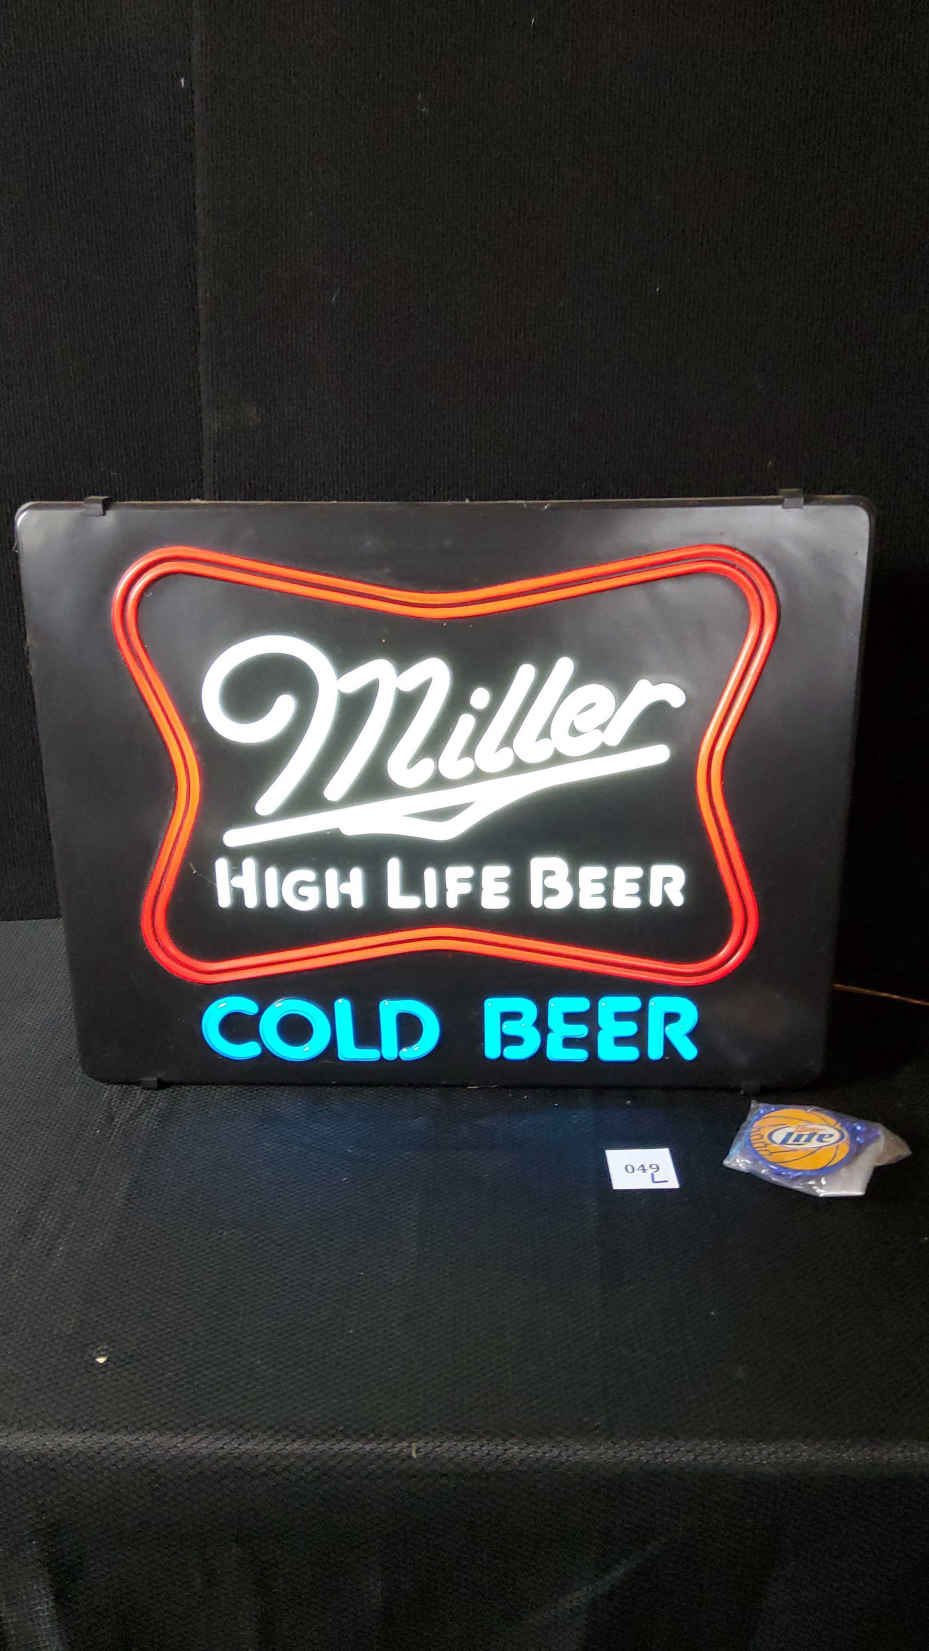 Miller
HIGH LIFE BEER
COLD BEER
049
L
Lite